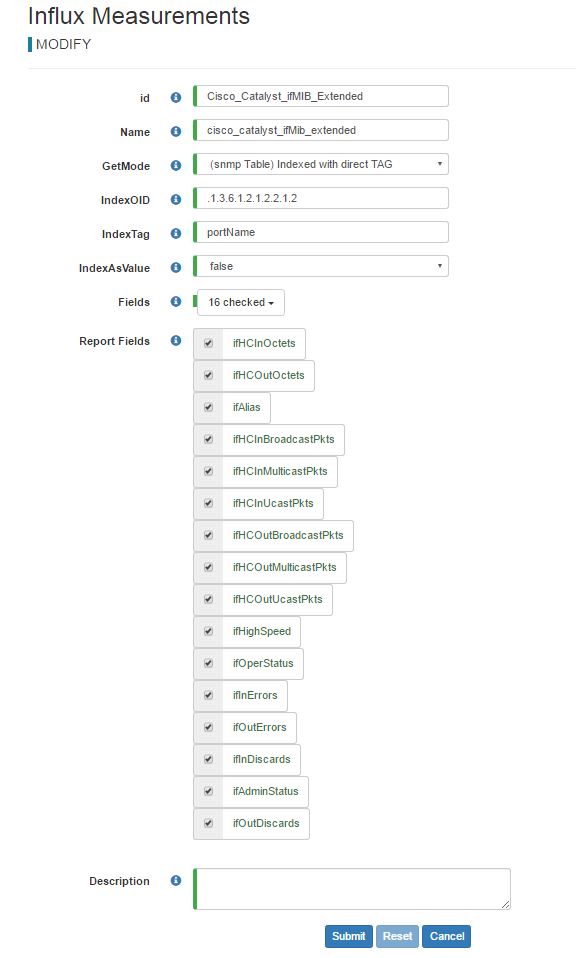 Influx Measurements
MODIFY
id Cisco_Catalyst_ifMIB_Extended
Name cisco_catalyst_ifMib_extended
GetMode (snmp Table) Indexed with direct TAG
IndexOID .1.3.6.1.2.1.2.2.1.2
IndexTag portName
IndexAsValue false
Fields 16 checked
Report Fields ifHCInOctets
ifHCOutOctets
ifAlias
ifHCInBroadcastPkts
ifHCInMulticastPkts
ifHCInUcastPkts
ifHCOutBroadcastPkts
ifHCOutMulticastPkts
ifHCOutUcastPkts
ifHighSpeed
ifOperStatus
ifInErrors
ifOutErrors
ifInDiscards
ifAdminStatus
ifOutDiscards
Description
Submit Reset Cancel